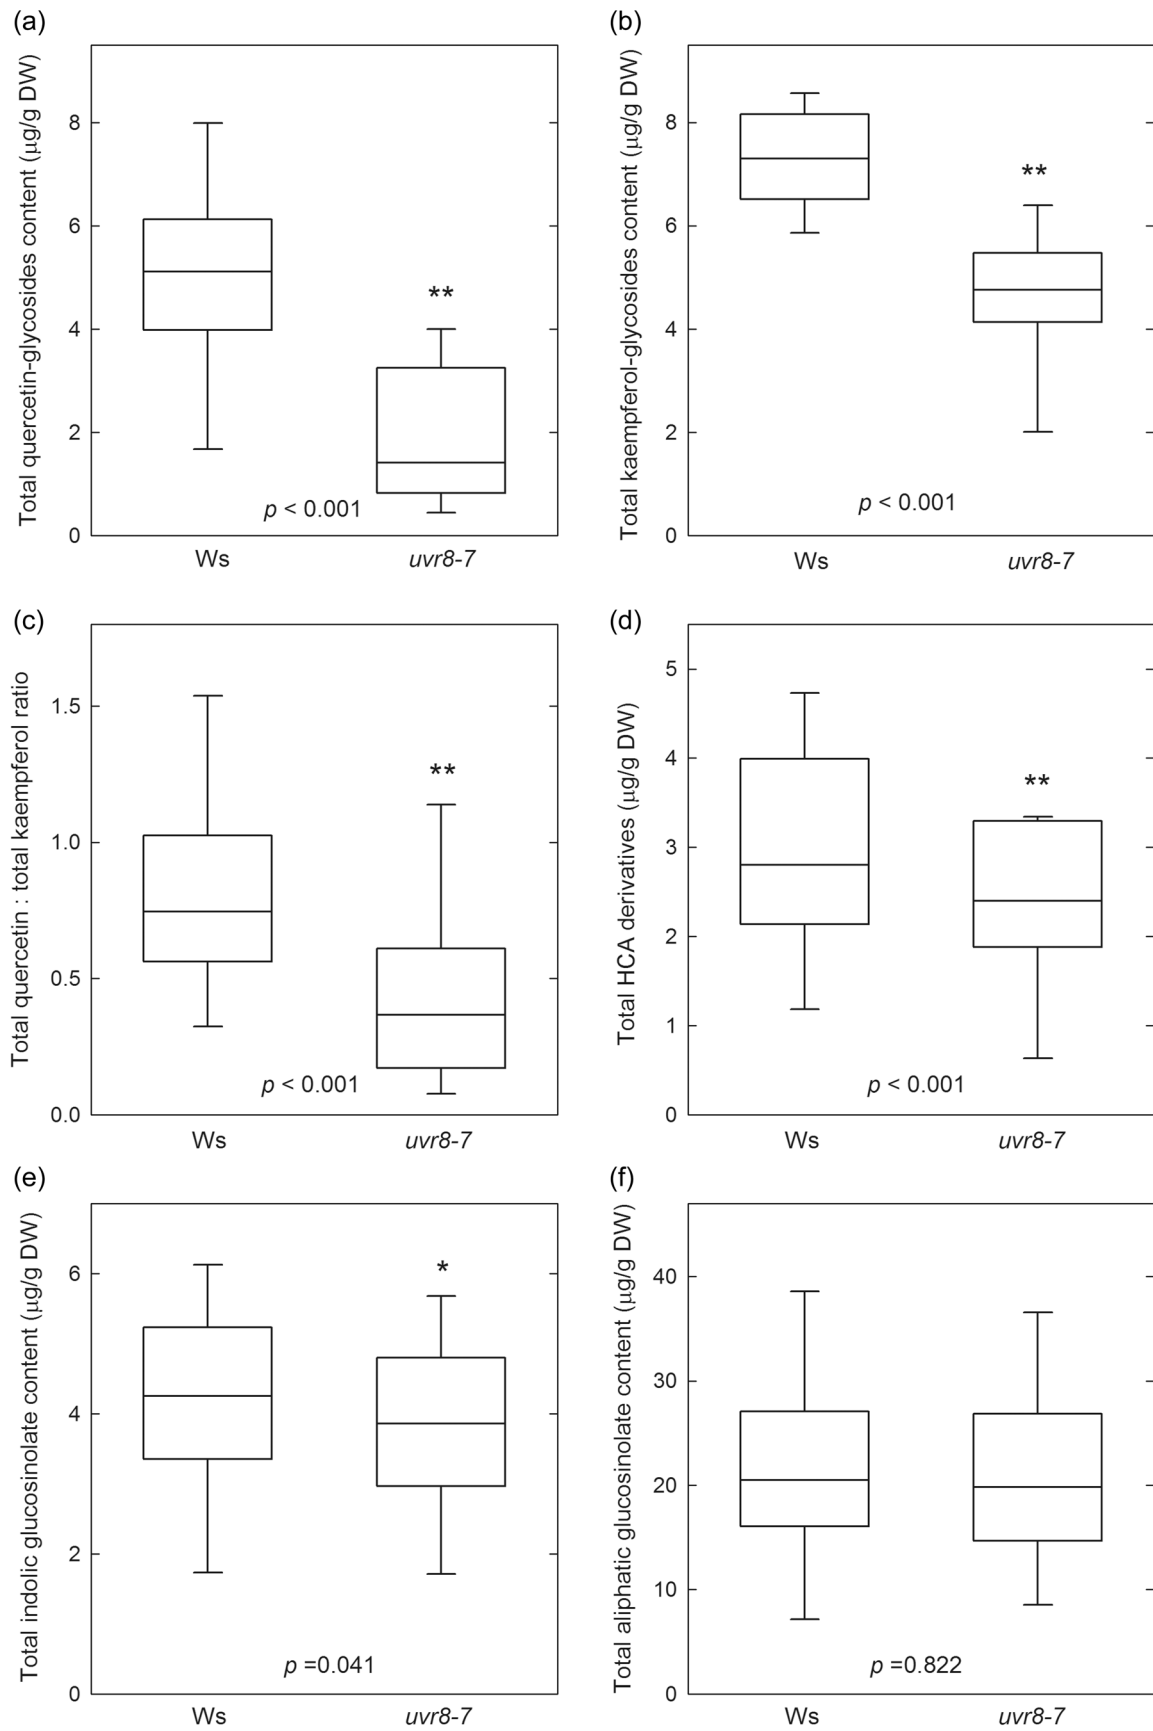 (a)
Total quercetin-glycosides content (μg/g DW)
8
6
4
2
0
**
p < 0.001
Ws
uvr8-7
(b)
Total kaempferol-glycosides content (μg/g DW)
8
6
4
2
0
**
p < 0.001
Ws
uvr8-7
(c)
Total quercetin : total kaempferol ratio
1.5
1.0
0.5
0.0
**
p < 0.001
Ws
uvr8-7
(d)
Total HCA derivatives (μg/g DW)
5
4
3
2
1
0
**
p < 0.001
Ws
uvr8-7
(e)
Total indolic glucosinolate content (μg/g DW)
6
4
2
0
*
p =0.041
Ws
uvr8-7
(f)
Total aliphatic glucosinolate content (μg/g DW)
40
30
20
10
0
p =0.822
Ws
uvr8-7